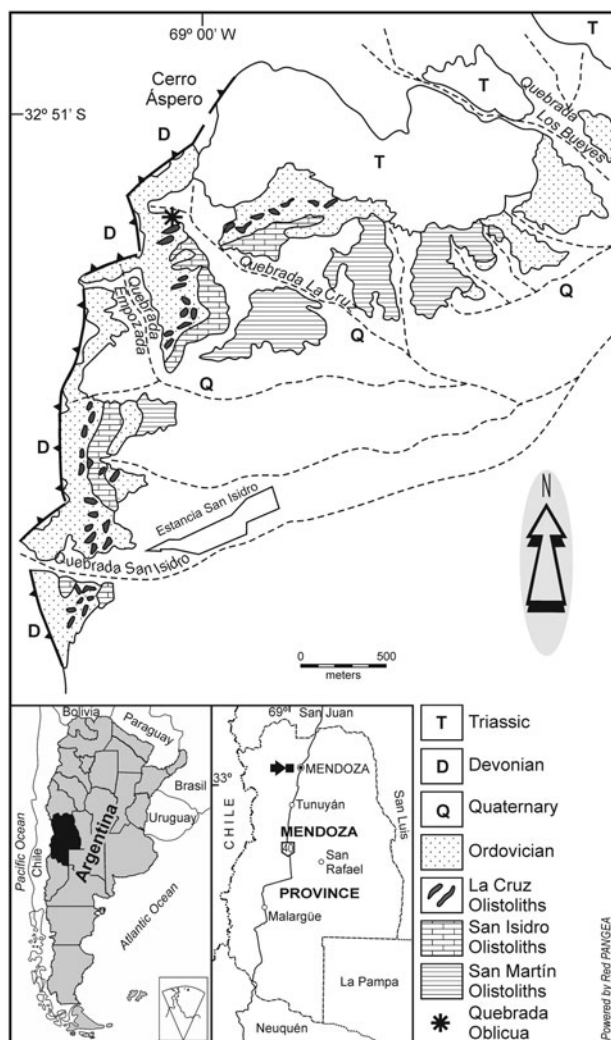 69º 00' W
T
Cerro
Áspero
T
32º 51' S
D
Quebrada
Los Bueyes
T
D
Quebrada La Cruz
Quebrada
Empozada
Q
Q
Q
D
Estancia San Isidro
Quebrada San Isidro
N
D
0 500
meters
Bolivia
Paraguay
Brasil
Uruguay
Argentina
Chile
Pacific Ocean
Atlantic Ocean
69º
San Juan
33º
MENDOZA
CHILE
Tunuyán
San Luis
MENDOZA
40
San
Rafael
PROVINCE
Malargüe
La Pampa
Neuquén
T Triassic
D Devonian
Q Quaternary
Ordovician
La Cruz
Olistoliths
San Isidro
Olistoliths
San Martín
Olistoliths
Quebrada
Oblicua
Powered by Red PANGEA